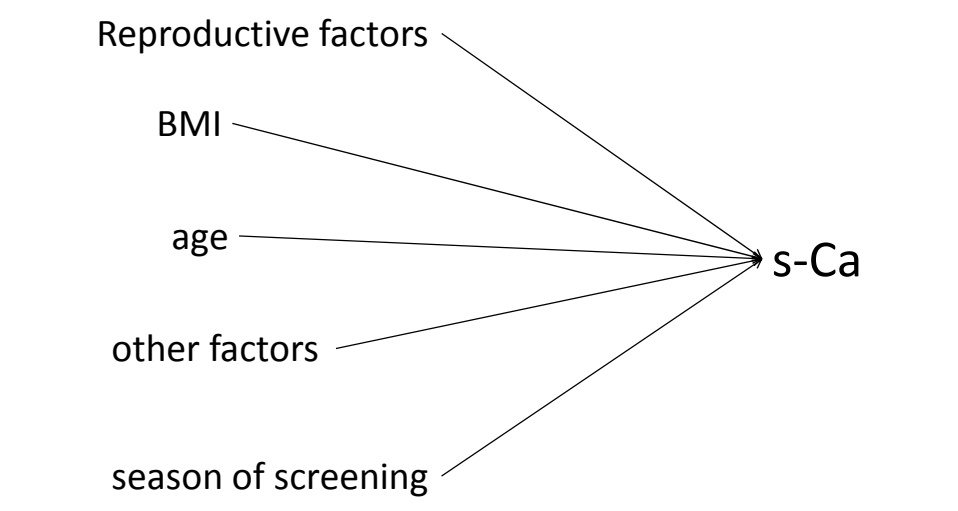 Reproductive factors
BMI
age
s-Ca
other factors
season of screening